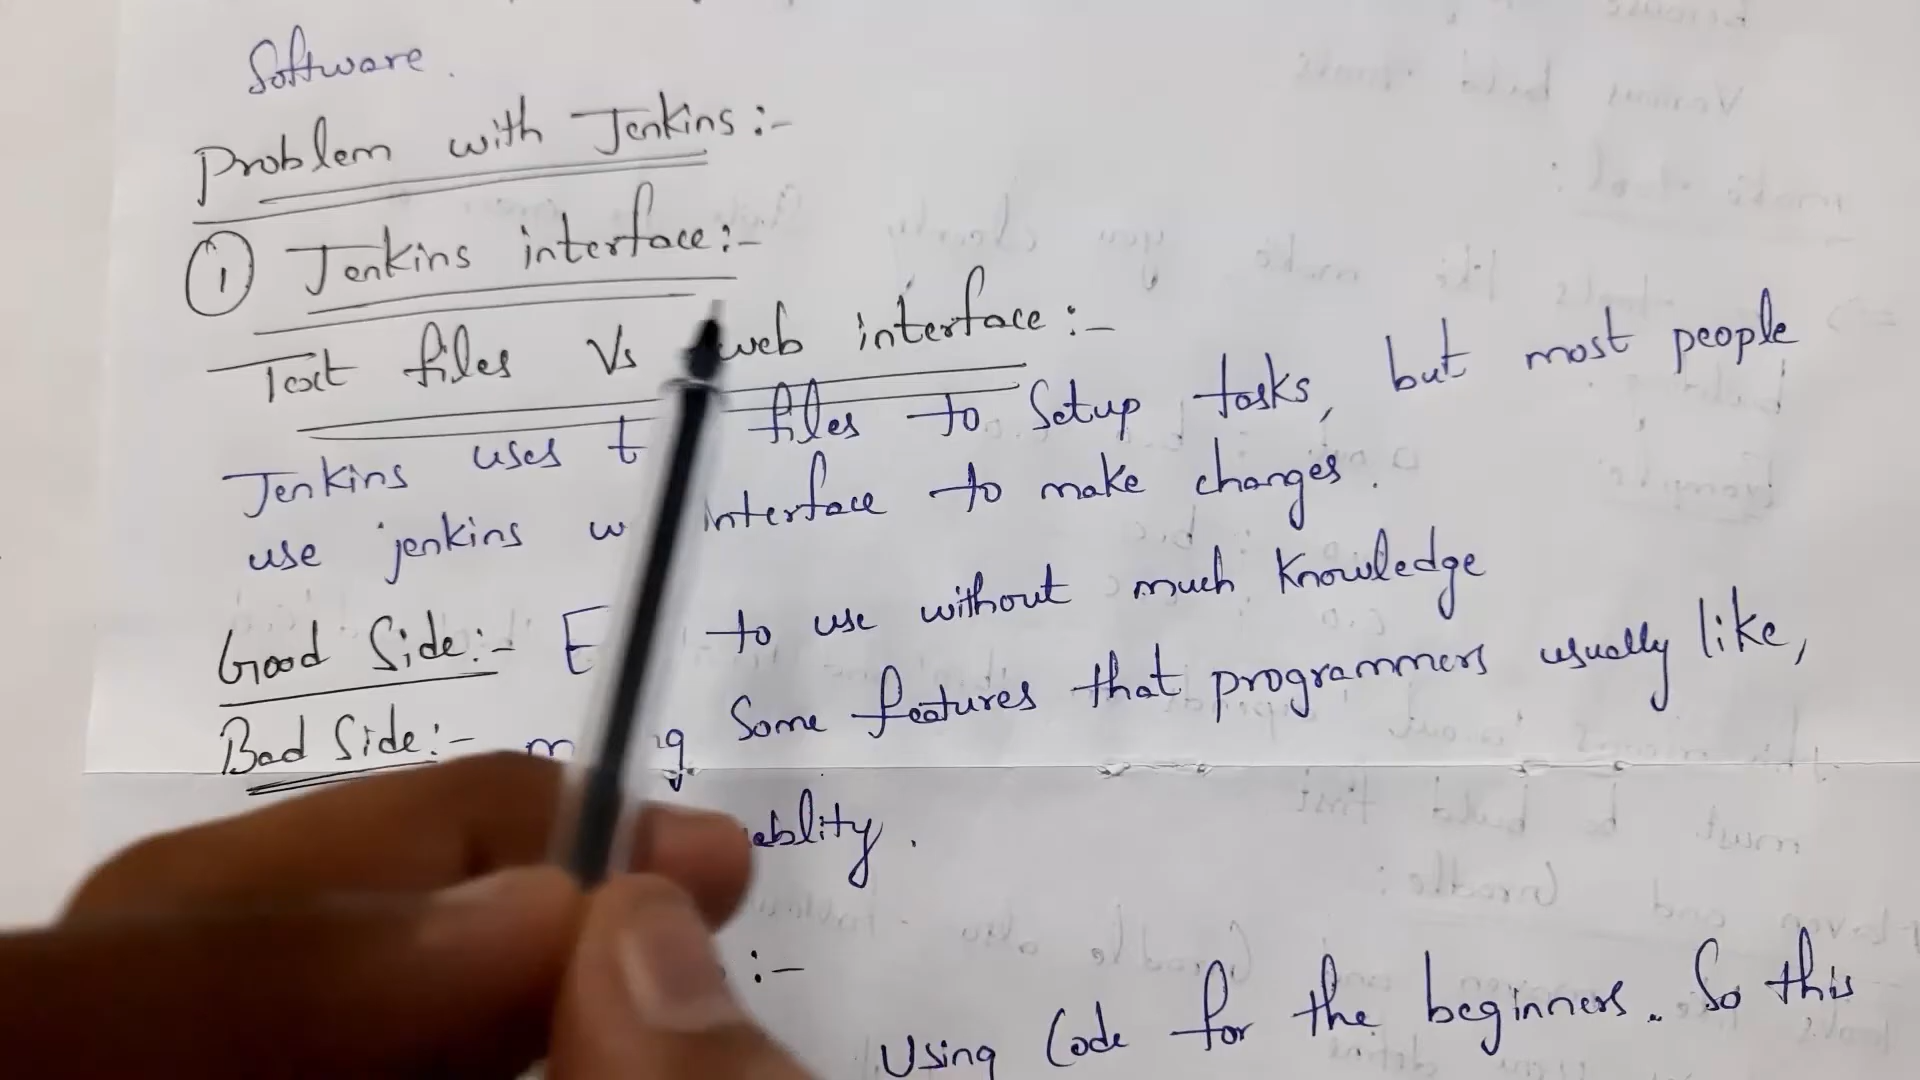 Software.
Problem with Jenkins:-
① Jenkins interface:-
Text files Vs web interface:-
Jenkins uses files to Setup tasks, but most people
use jenkins interface to make changes.
Good Side:- to use without much knowledge
Bad Side:- Some features that programmers usually like,
:-
Using Code for the beginners. So this